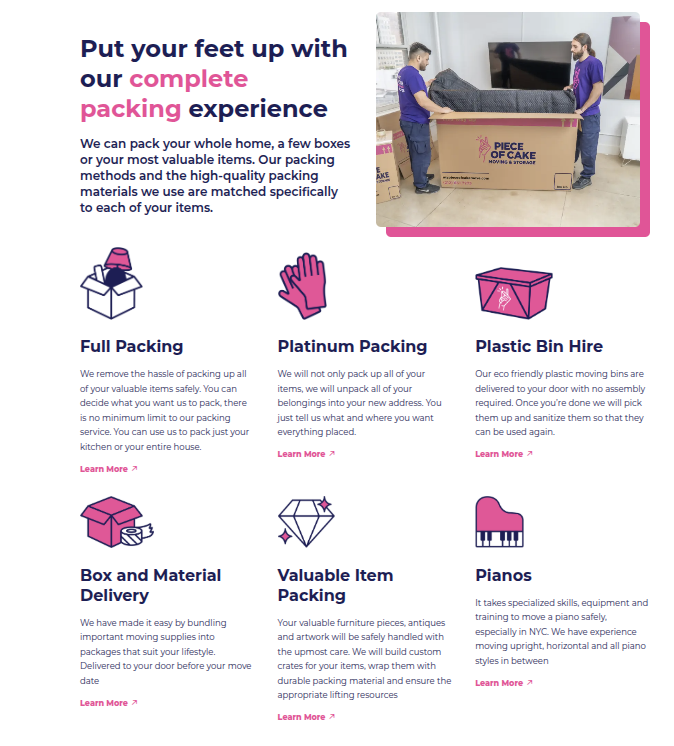 Put your feet up with
our complete
packing experience
We can pack your whole home, a few boxes
or your most valuable items. Our packing
methods and the high-quality packing
materials we use are matched specifically
to each of your items.
PIECE
OF CAKE
MOVING & STORAGE
Full Packing
We remove the hassle of packing up all
of your valuable items safely. You can
decide what you want us to pack, there
is no minimum limit to our packing
service. You can use us to pack just your
kitchen or your entire house.
Learn More
Platinum Packing
We will not only pack up all of your
items, we will unpack all of your
belongings into your new address. You
just tell us what and where you want
everything placed.
Learn More
Plastic Bin Hire
Our eco friendly plastic moving bins are
delivered to your door with no assembly
required. Once you're done we will pick
them up and sanitize them so that they
can be used again.
Learn More
Box and Material
Delivery
We have made it easy by bundling
important moving supplies into
packages that suit your lifestyle.
Delivered to your door before your move
date
Learn More
Valuable Item
Packing
Your valuable furniture pieces, antiques
and artwork will be safely handled with
the upmost care. We will build custom
crates for your items, wrap them with
durable packing material and ensure the
appropriate lifting resources
Learn More
Pianos
It takes specialized skills, equipment and
training to move a piano safely,
especially in NYC. We have experience
moving upright, horizontal and all piano
styles in between
Learn More